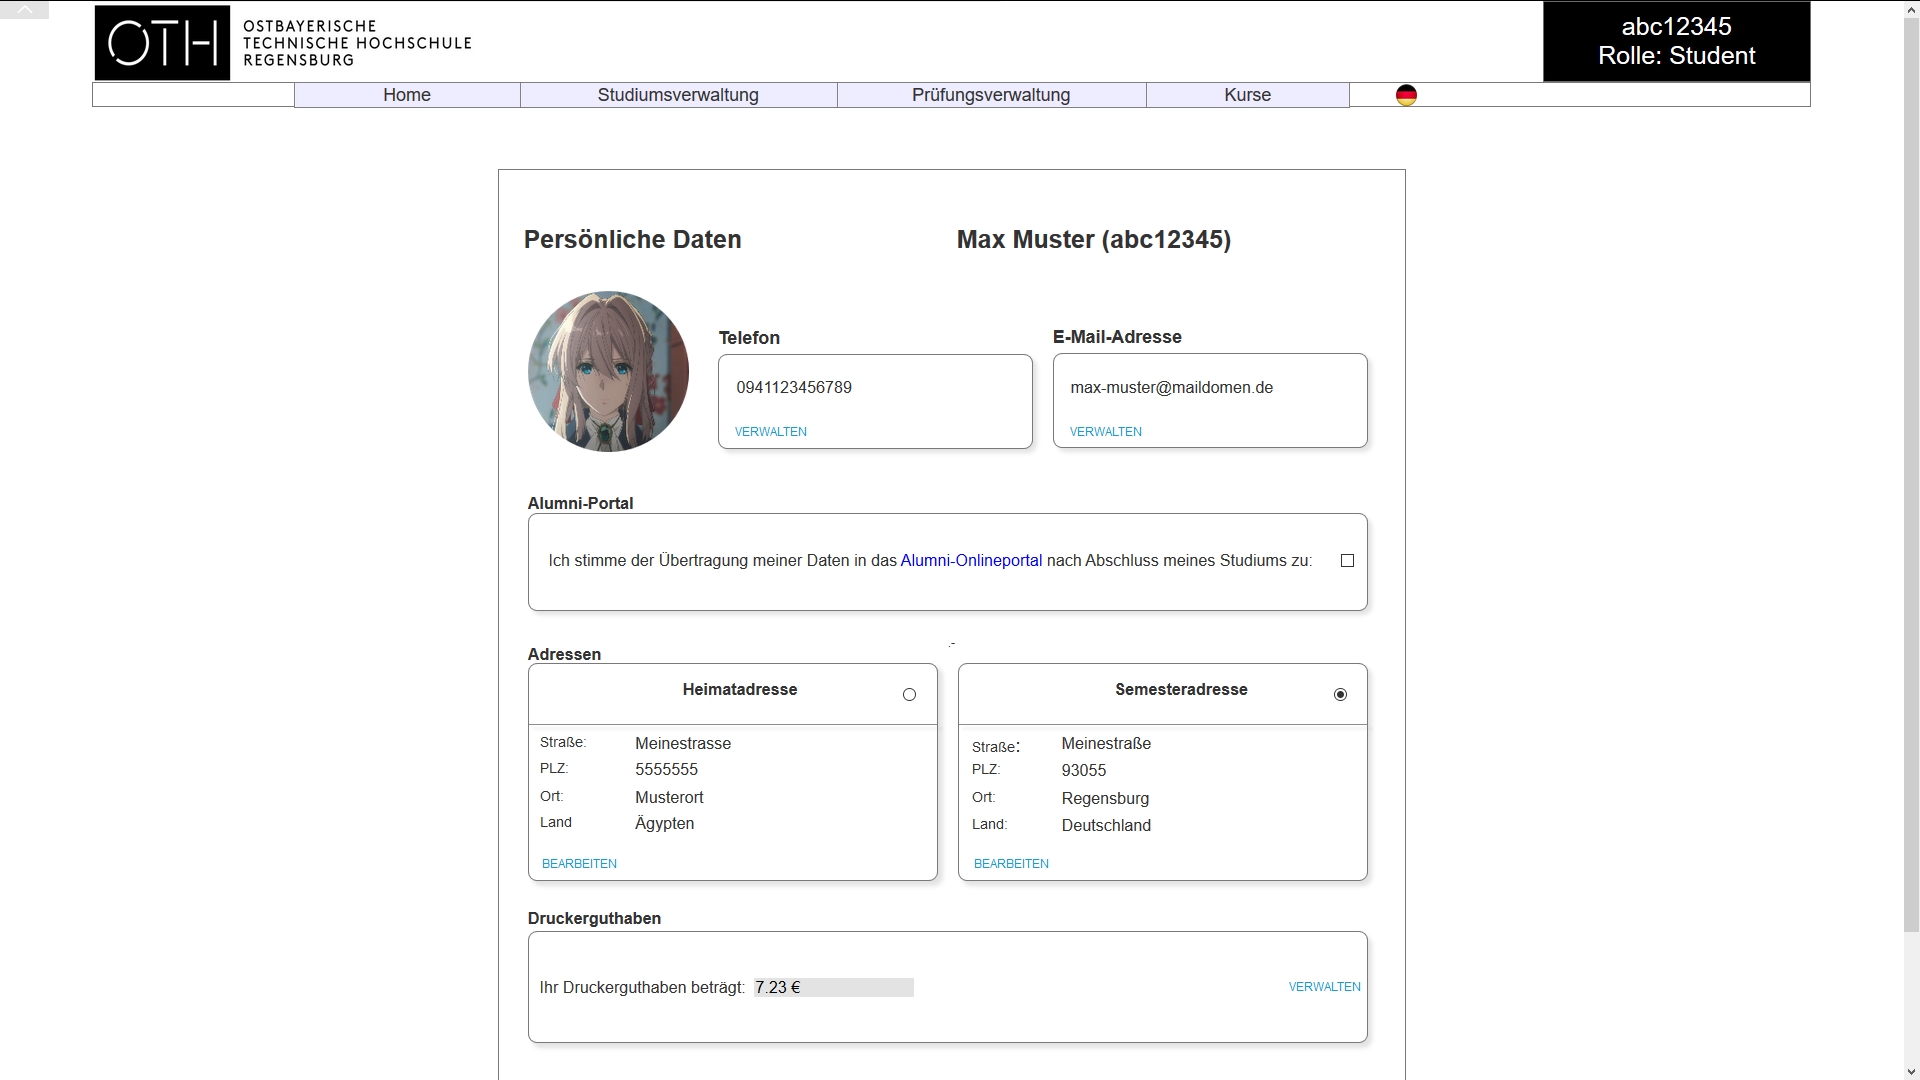 OTH OSTBAYERISCHE
TECHNISCHE HOCHSCHULE
REGENSBURG
abc12345
Rolle: Student
Home Studiumsverwaltung Prüfungsverwaltung Kurse
Persönliche Daten Max Muster (abc12345)
Telefon
0941123456789
VERWALTEN
E-Mail-Adresse
max-muster@maildomen.de
VERWALTEN
Alumni-Portal
Ich stimme der Übertragung meiner Daten in das Alumni-Onlineportal nach Abschluss meines Studiums zu:
Adressen
Heimatadresse
Straße: Meinestrasse
PLZ: 5555555
Ort: Musterort
Land Ägypten
BEARBEITEN
Semesteradresse
Straße: Meinestraße
PLZ: 93055
Ort: Regensburg
Land: Deutschland
BEARBEITEN
Druckerguthaben
Ihr Druckerguthaben beträgt: 7.23 € VERWALTEN